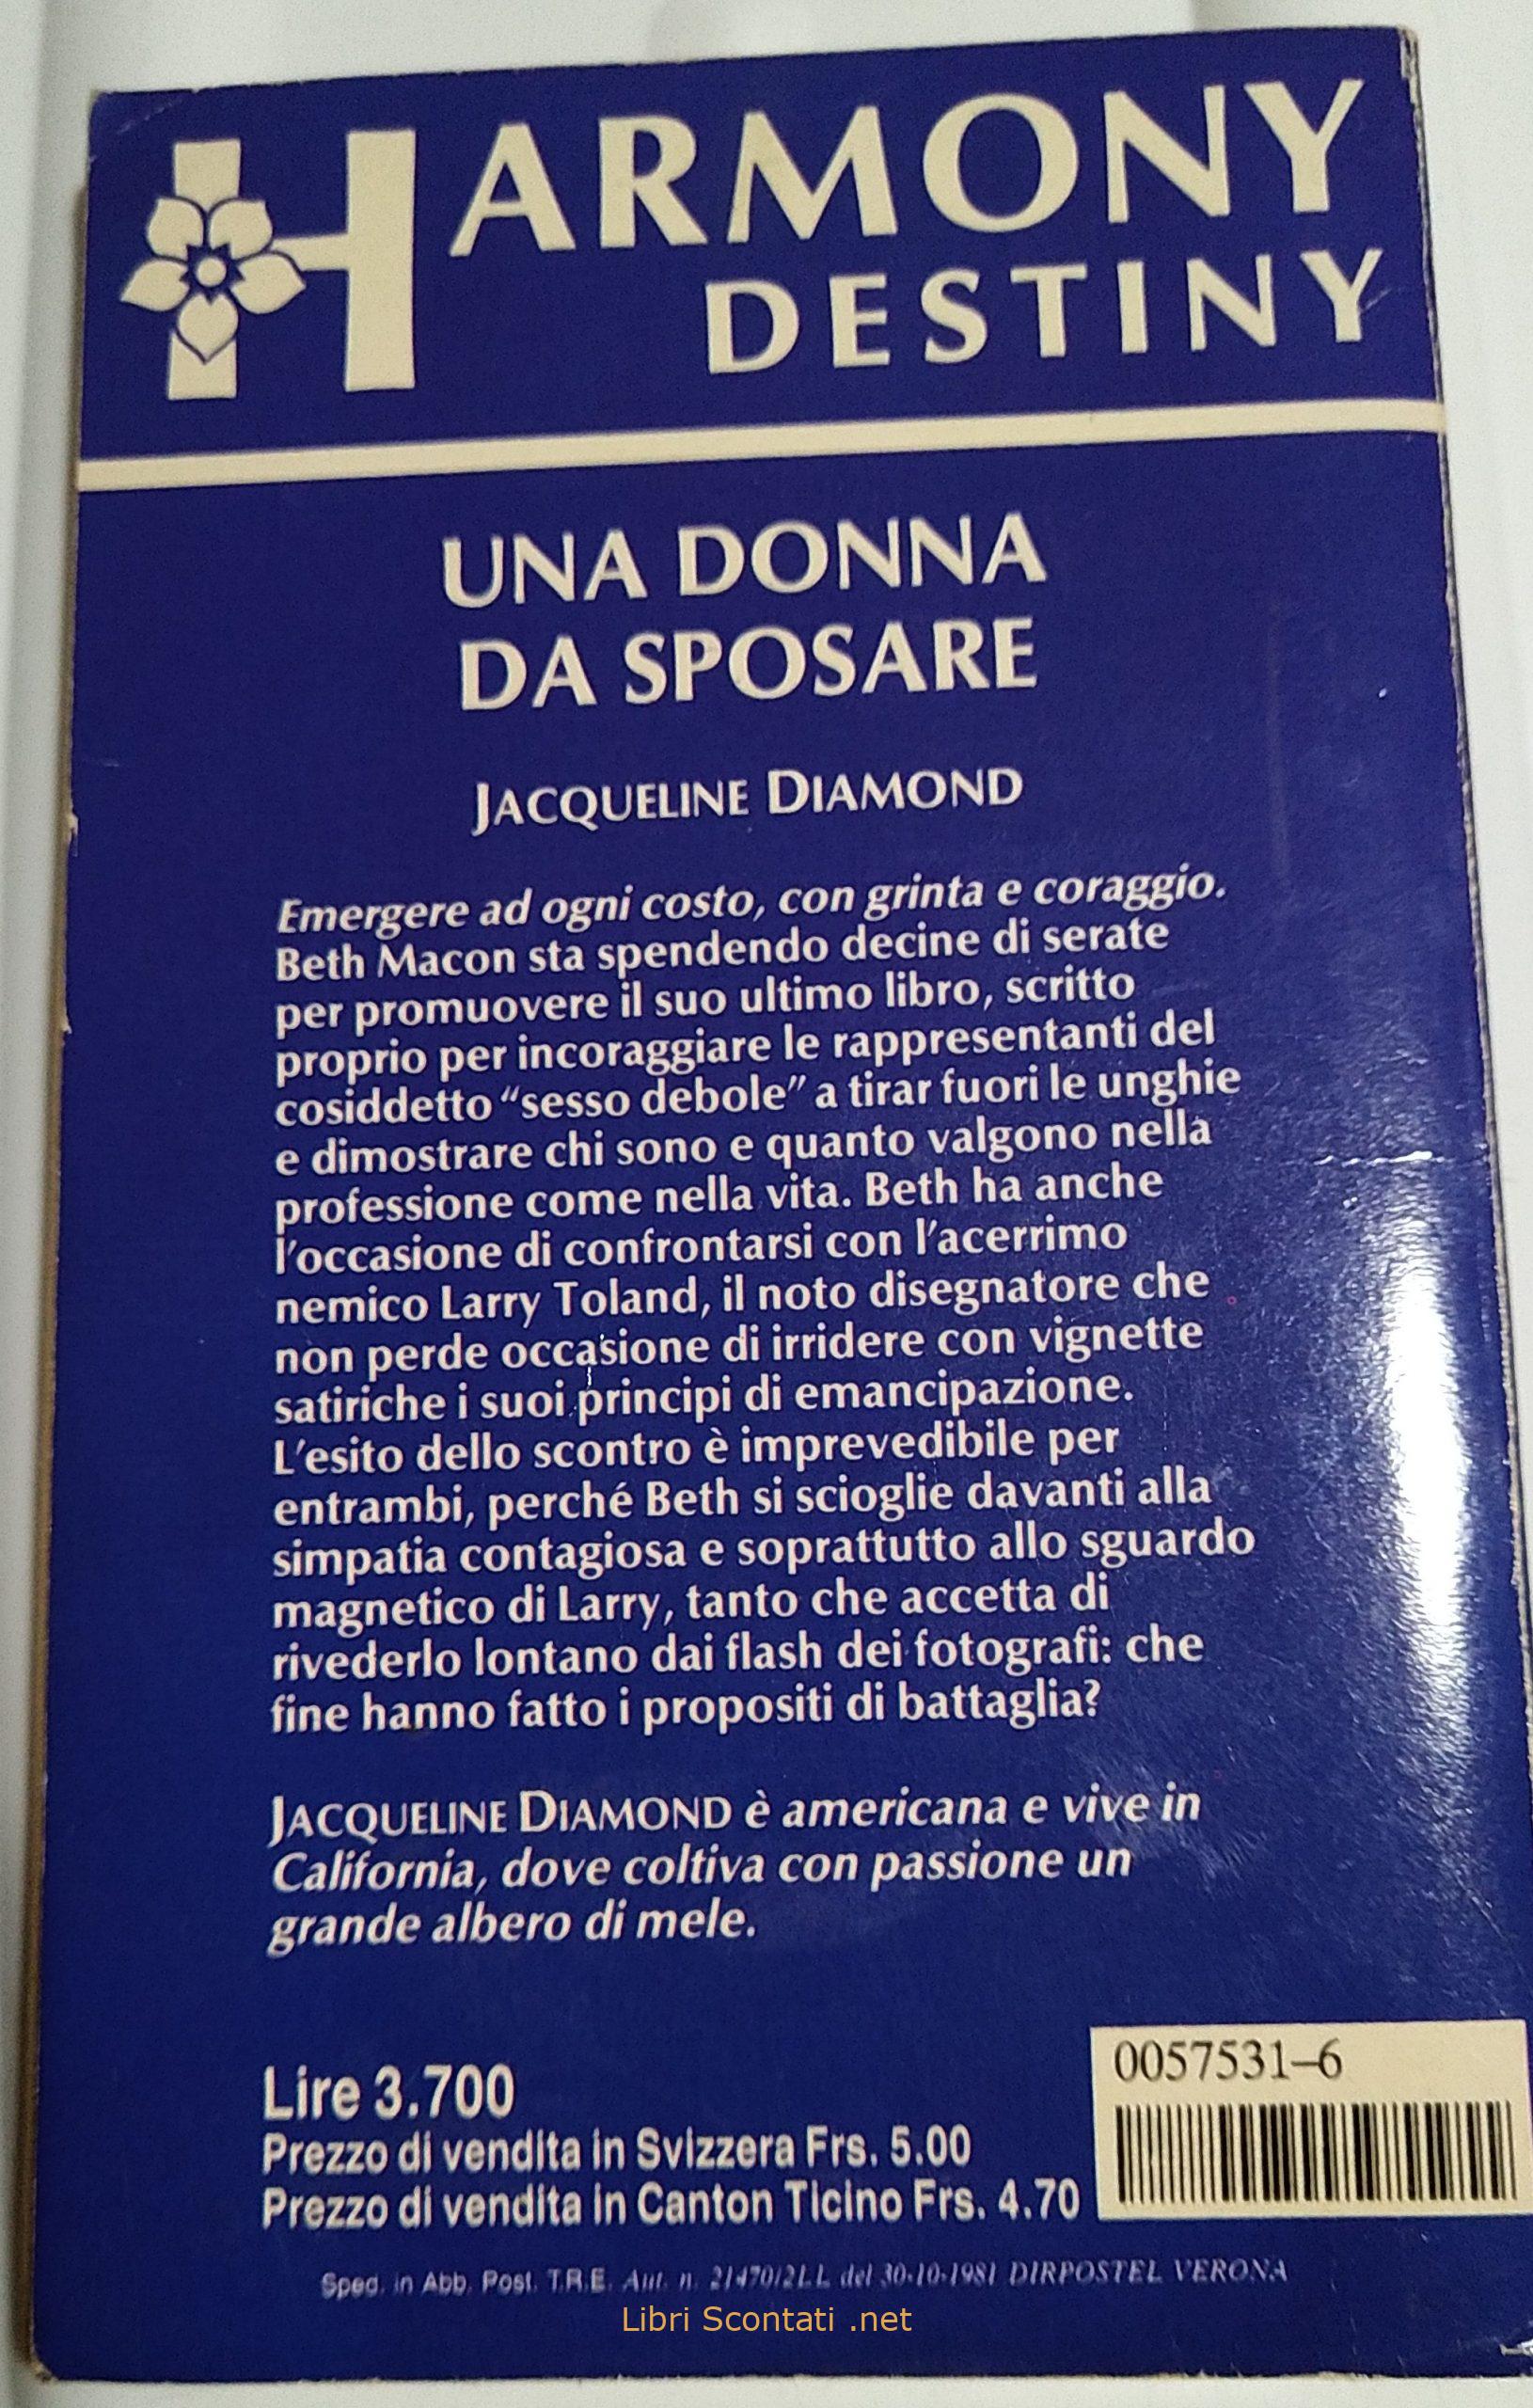 HARMONY
DESTINY
UNA DONNA
DA SPOSARE
JACQUELINE DIAMOND
Emergere ad ogni costo, con grinta e coraggio.
Beth Macon sta spendendo decine di serate
per promuovere il suo ultimo libro, scritto
proprio per incoraggiare le rappresentanti del
cosiddetto “sesso debole” a tirar fuori le unghie
e dimostrare chi sono e quanto valgono nella
professione come nella vita. Beth ha anche
l'occasione di confrontarsi con l'acerrimo
nemico Larry Toland, il noto disegnatore che
non perde occasione di irridere con vignette
satiriche i suoi principi di emancipazione.
L'esito dello scontro è imprevedibile per
entrambi, perché Beth si scioglie davanti alla
simpatia contagiosa e soprattutto allo sguardo
magnetico di Larry, tanto che accetta di
rivederlo lontano dai flash dei fotografi: che
fine hanno fatto i propositi di battaglia?
JACQUELINE DIAMOND è americana e vive in
California, dove coltiva con passione un
grande albero di mele.
0057531–6
Lire 3.700
Prezzo di vendita in Svizzera Frs. 5.00
Prezzo di vendita in Canton Ticino Frs. 4.70
Sped. in Abb. Post. T.R.E. Aut. n. 21470/2LL del 30-10-1981 DIRPOSTEL VERONA
Libri Scontati .net